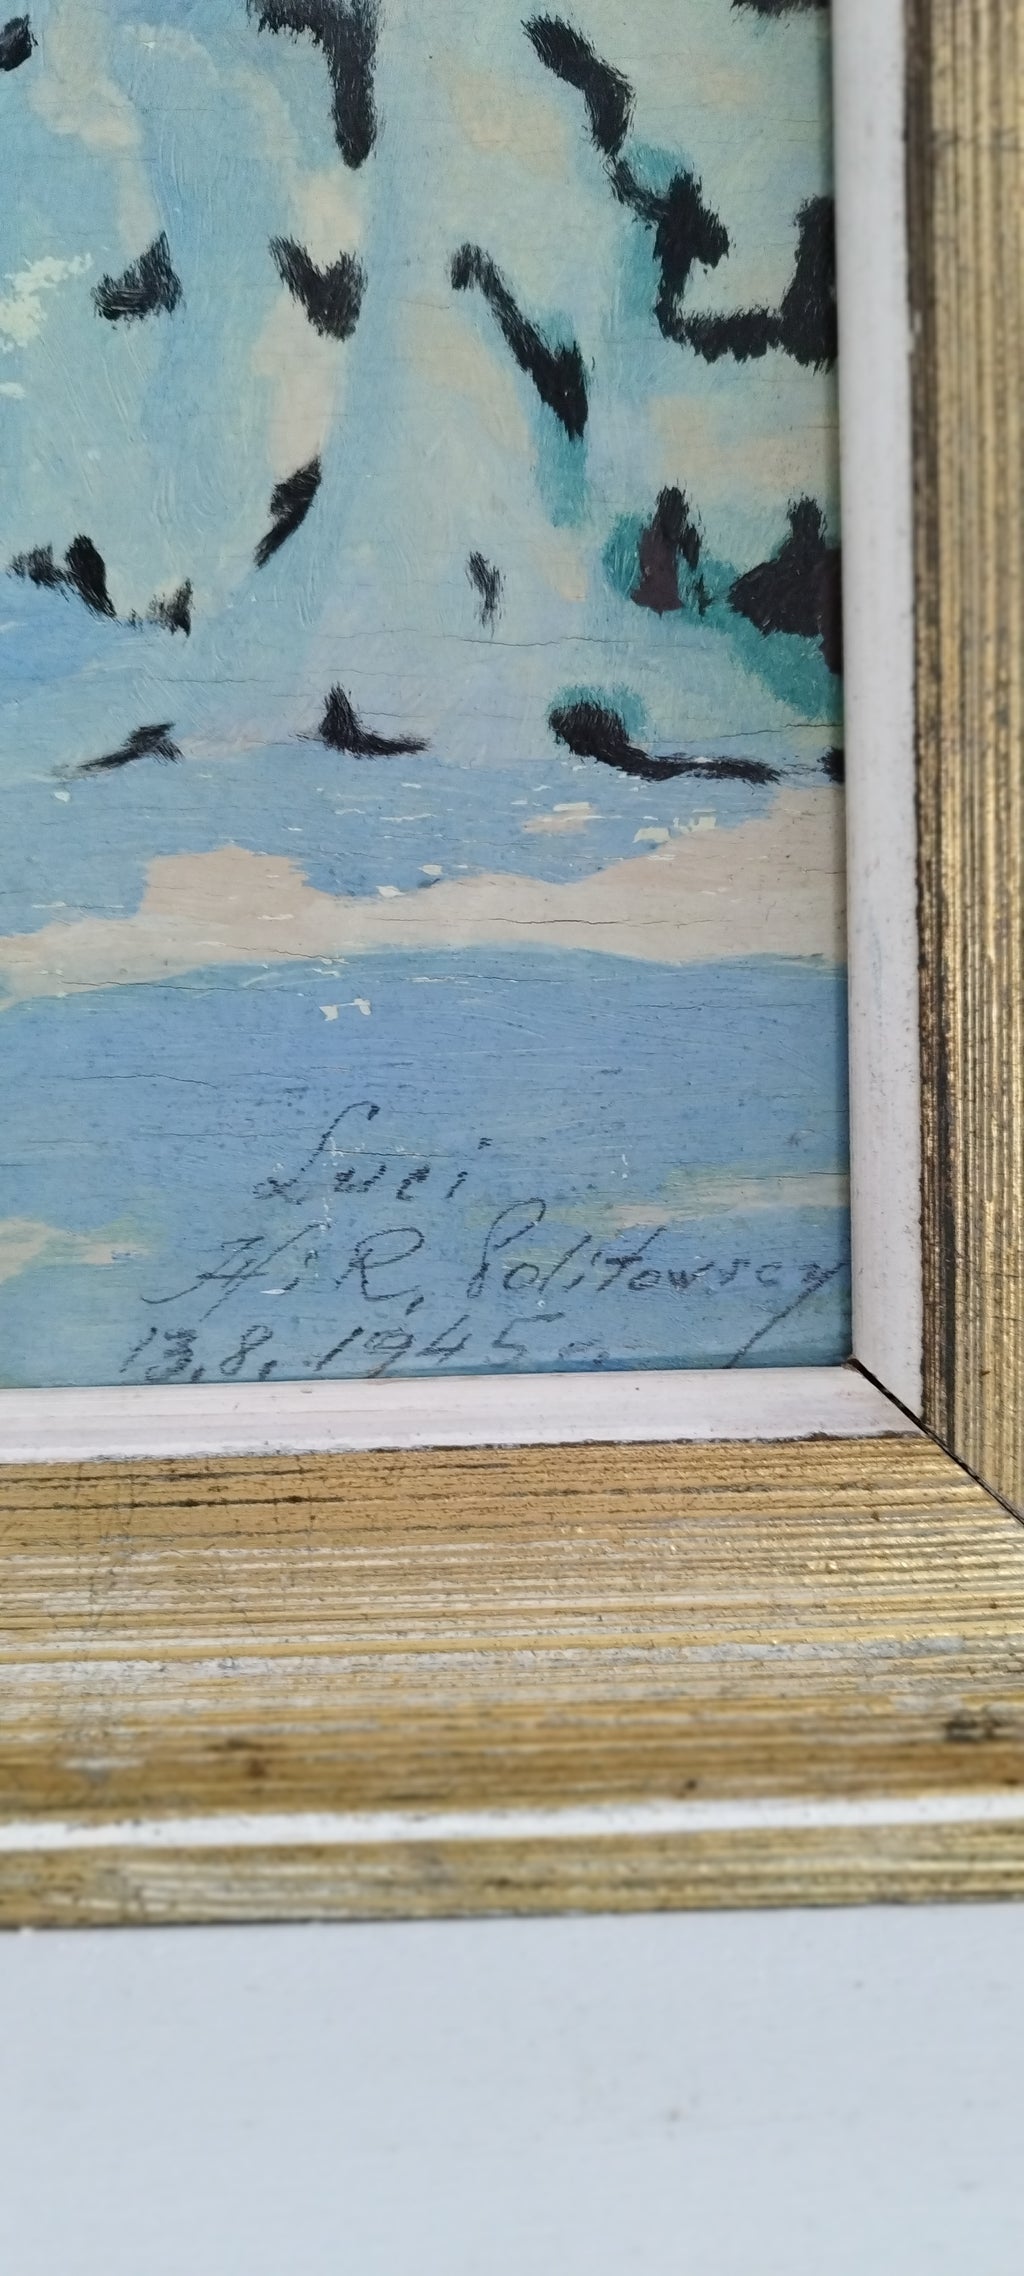 Luci
H. R. Politowscy
13.8. 1945